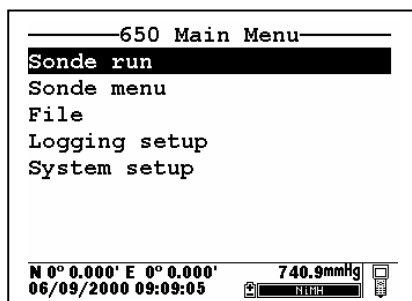 650 Main Menu
Sonde run
Sonde menu
File
Logging setup
System setup
N 0° 0.000' E 0° 0.000' 740.9mmHg
06/09/2000 09:09:05 NiMH